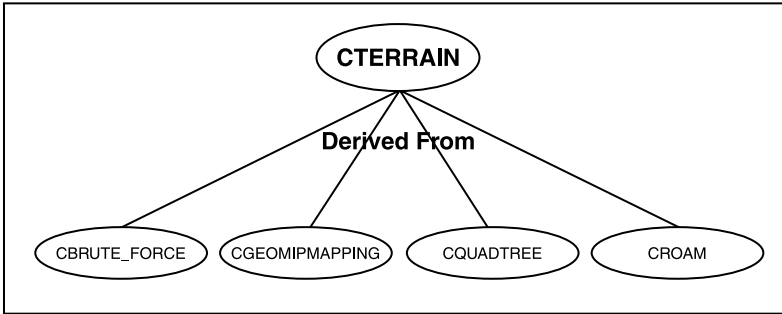 CTERRAIN
Derived From
CBRUTE_FORCE
CGEOMIPMAPPING
CQUADTREE
CROAM